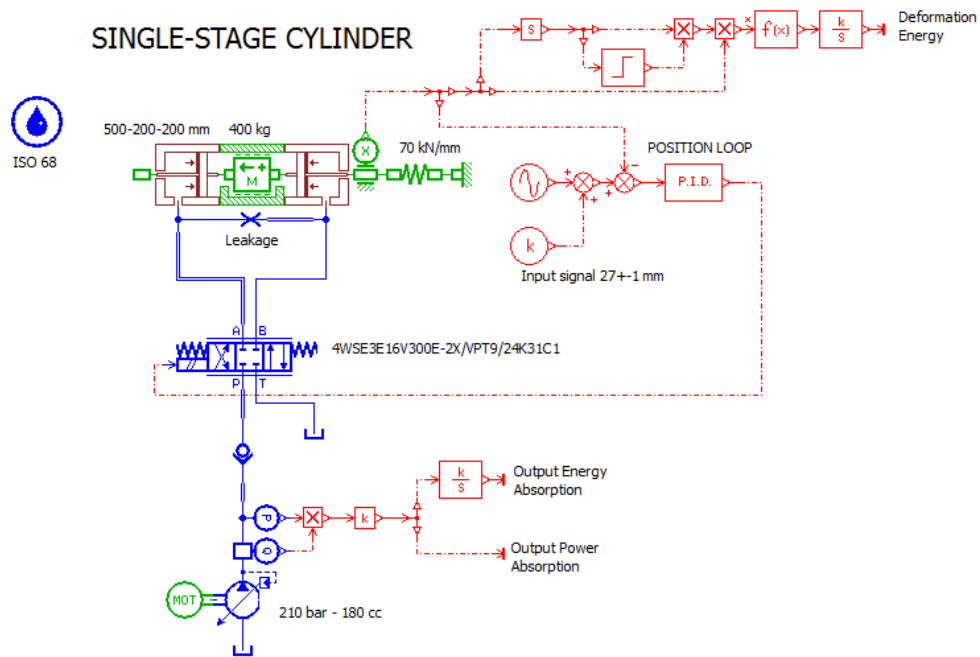 SINGLE-STAGE CYLINDER
s
f(x)
x
k
s
Deformation
Energy
ISO 68
500-200-200 mm
400 kg
M
x
70 kN/mm
POSITION LOOP
+
+
+
-
P.I.D.
k
Input signal 27+-1 mm
Leakage
A B
P T
4WSE3E16V300E-2X/VPT9/24K31C1
k
s
Output Energy
Absorption
P
k
Q
Output Power
Absorption
MOT
210 bar - 180 cc